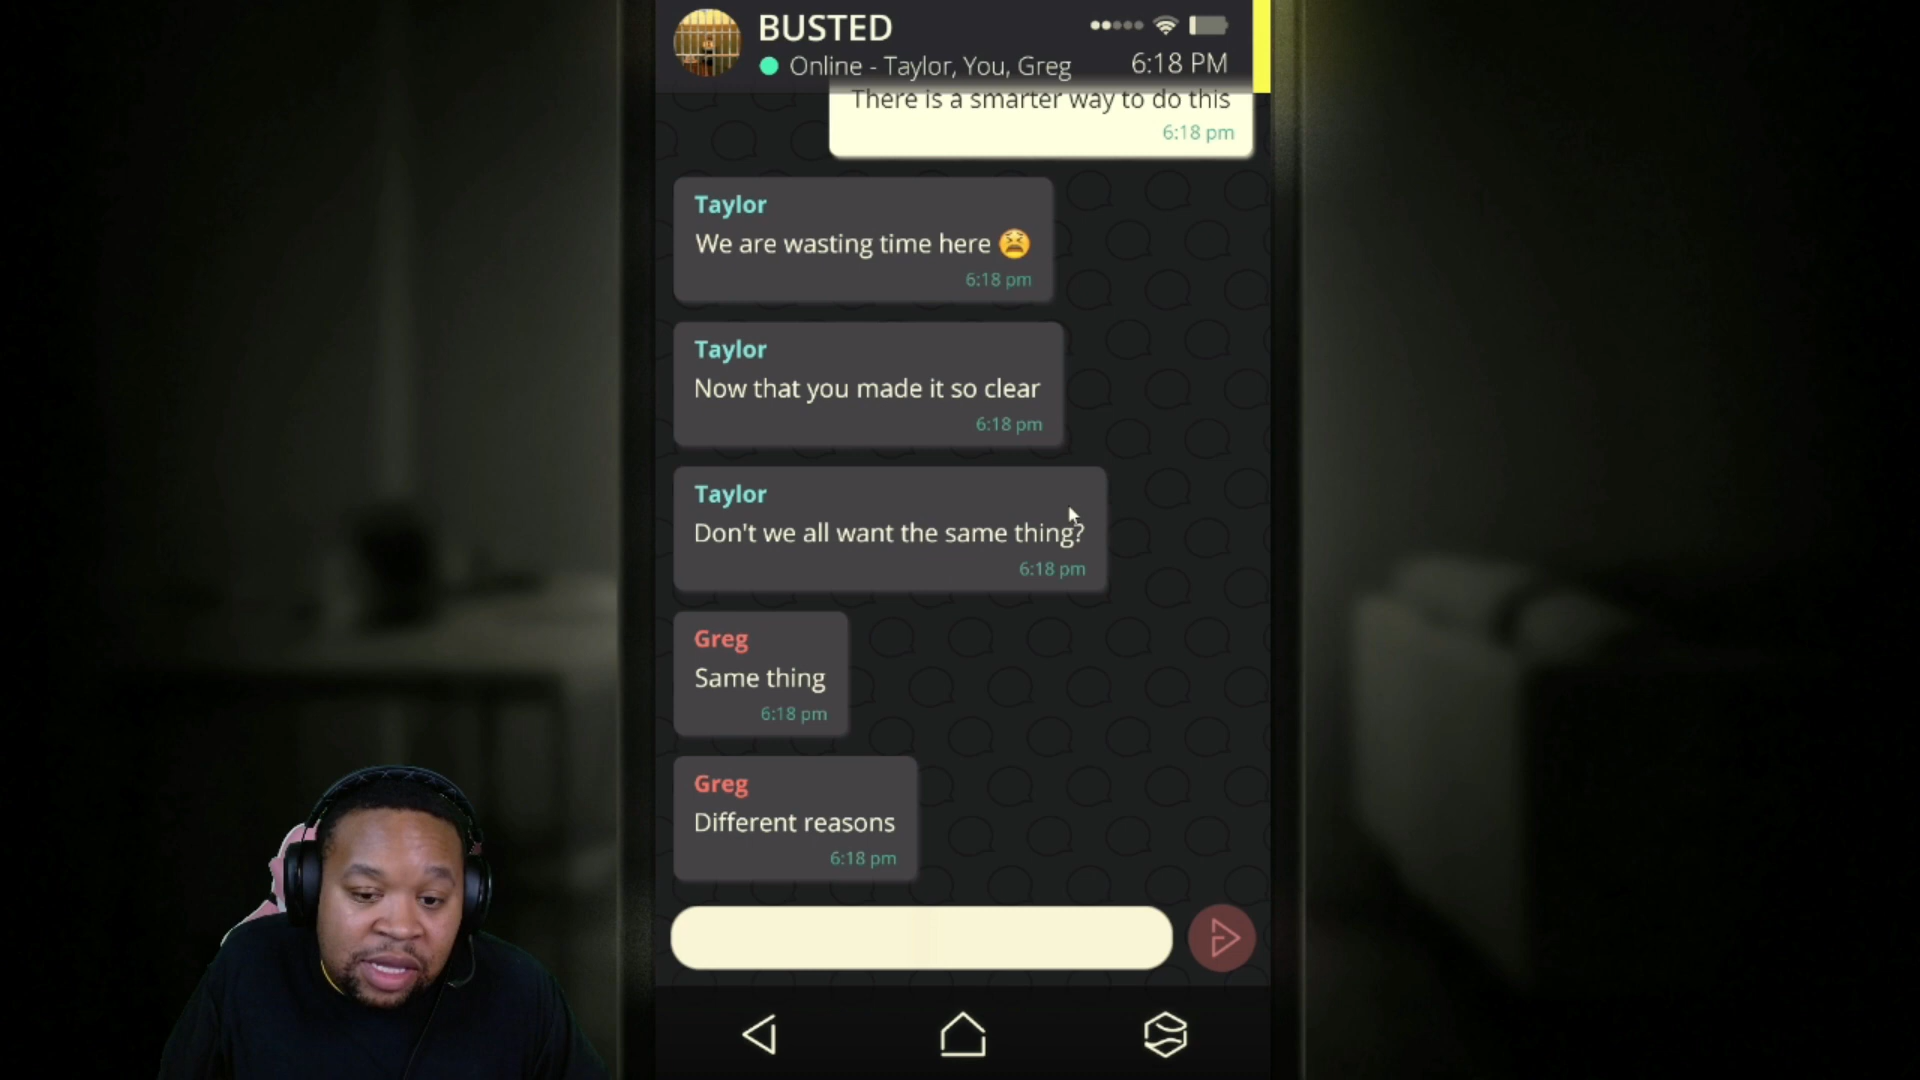 BUSTED
Online - Taylor, You, Greg
6:18 PM
There is a smarter way to do this
6:18 pm
Taylor
We are wasting time here 😫
6:18 pm
Taylor
Now that you made it so clear
6:18 pm
Taylor
Don't we all want the same thing?
6:18 pm
Greg
Same thing
6:18 pm
Greg
Different reasons
6:18 pm